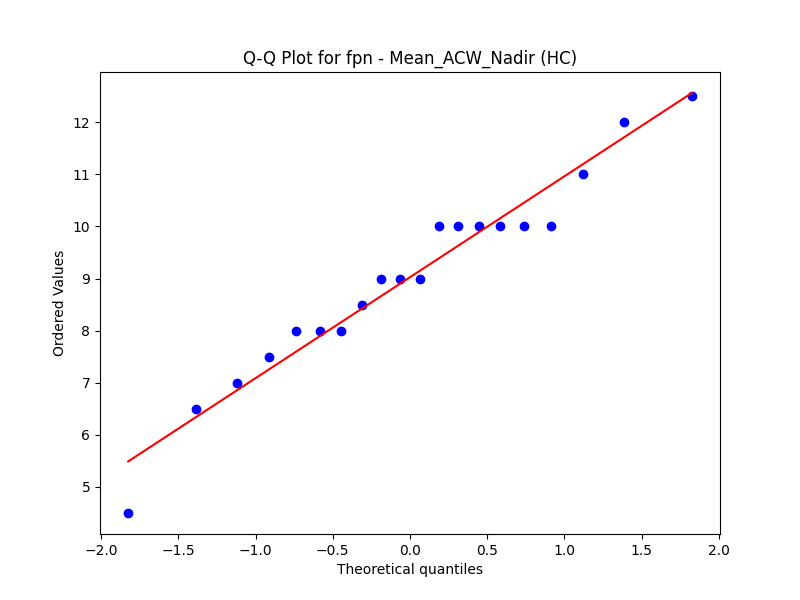 Q-Q Plot for fpn - Mean_ACW_Nadir (HC)
12
11
10
9
8
7
6
5
Ordered Values
−2.0 −1.5 −1.0 −0.5 0.0 0.5 1.0 1.5 2.0
Theoretical quantiles